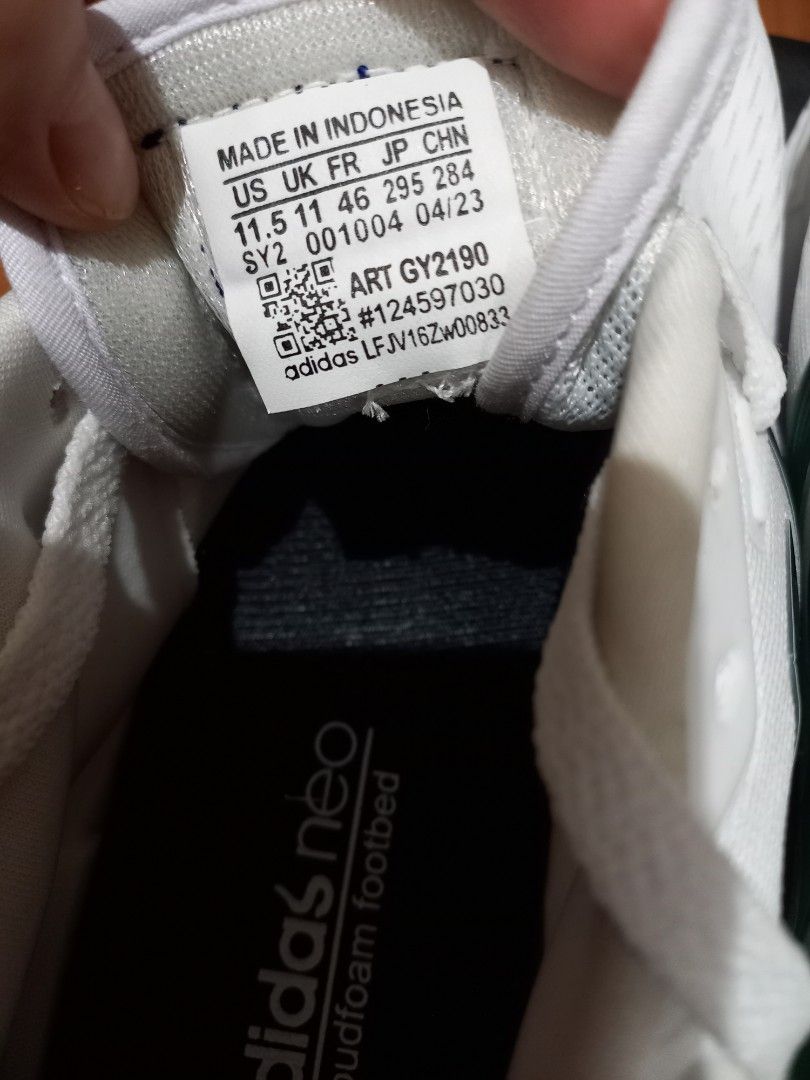 MADE IN INDONESIA
US UK FR JP CHN
11.5 11 46 295 284
SY2 001004 04/23
ART GY2190
#124597030
adidas LFJV16Zw00833
adidas neo
oudfoam footbed